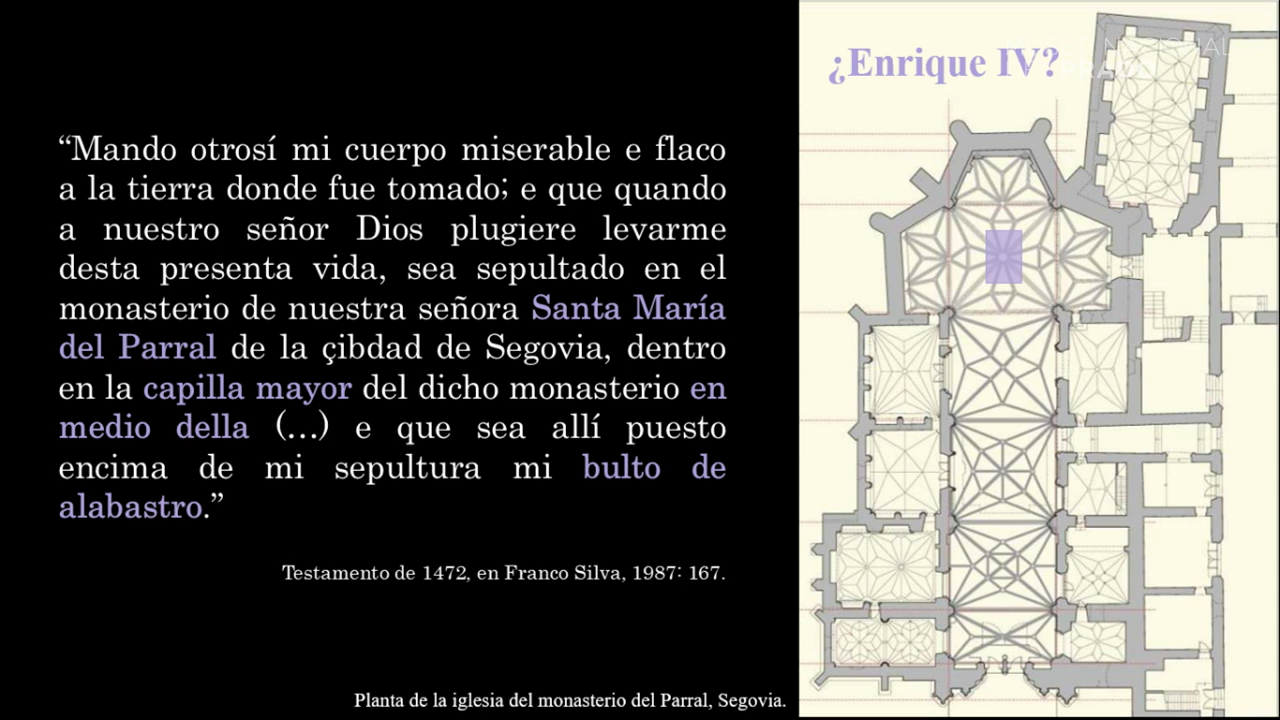 “Mando otrosí mi cuerpo miserable e flaco
a la tierra donde fue tomado; e que quando
a nuestro señor Dios plugiere levarme
desta presenta vida, sea sepultado en el
monasterio de nuestra señora Santa María
del Parral de la çibdad de Segovia, dentro
en la capilla mayor del dicho monasterio en
medio della (…) e que sea allí puesto
encima de mi sepultura mi bulto de
alabastro.”
Testamento de 1472, en Franco Silva, 1987: 167.
Planta de la iglesia del monasterio del Parral, Segovia.
¿Enrique IV?
NACIONAL
PRADO